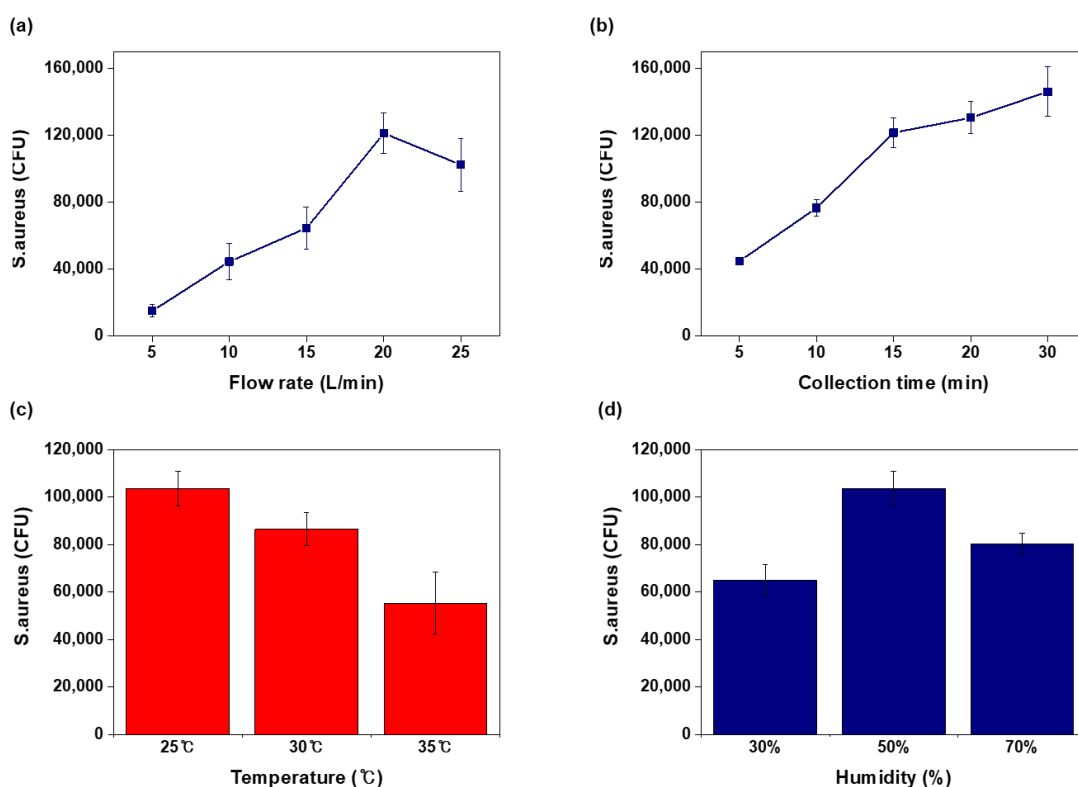 (a)
160,000
120,000
80,000
40,000
0
S.aureus (CFU)
5 10 15 20 25
Flow rate (L/min)
(b)
160,000
120,000
80,000
40,000
0
S.aureus (CFU)
5 10 15 20 30
Collection time (min)
(c)
120,000
100,000
80,000
60,000
40,000
20,000
0
S.aureus (CFU)
25℃ 30℃ 35℃
Temperature (℃)
(d)
120,000
100,000
80,000
60,000
40,000
20,000
0
S.aureus (CFU)
30% 50% 70%
Humidity (%)